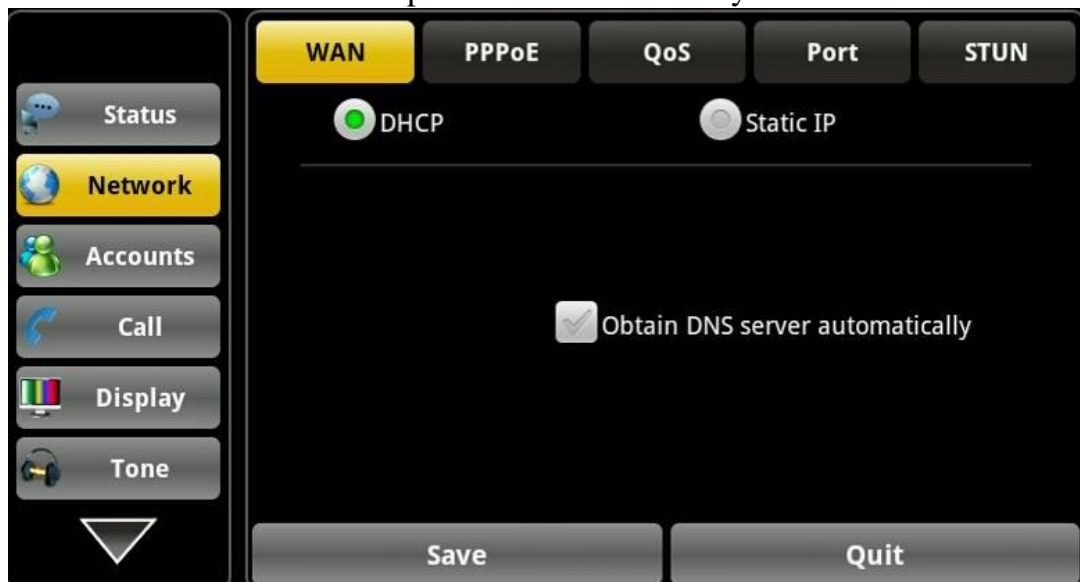 WAN PPPoE QoS Port STUN
Status
DHCP Static IP
Network
Accounts
Call
Obtain DNS server automatically
Display
Tone
Save Quit